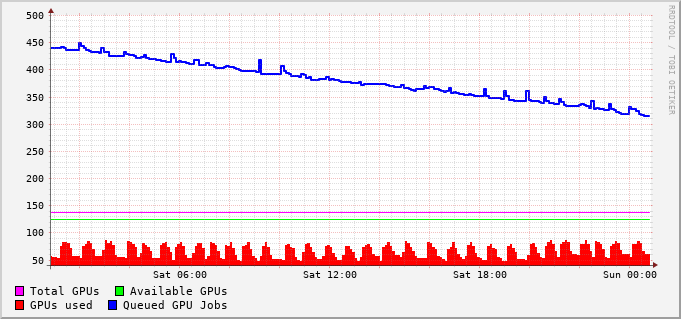 500
450
400
350
300
250
200
150
100
50
Sat 06:00 Sat 12:00 Sat 18:00 Sun 00:00
Total GPUs Available GPUs
GPUs used Queued GPU Jobs
RRDTOOL / TOBI OETIKER